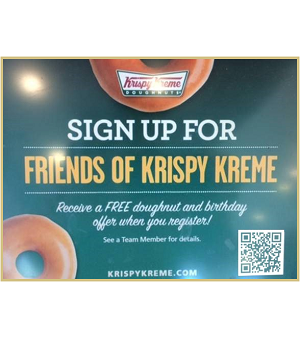 Krispy Kreme
DOUGHNUTS
SIGN UP FOR
FRIENDS OF KRISPY KREME
Receive a FREE doughnut and birthday
offer when you register!
See a Team Member for details.
KRISPYKREME.COM